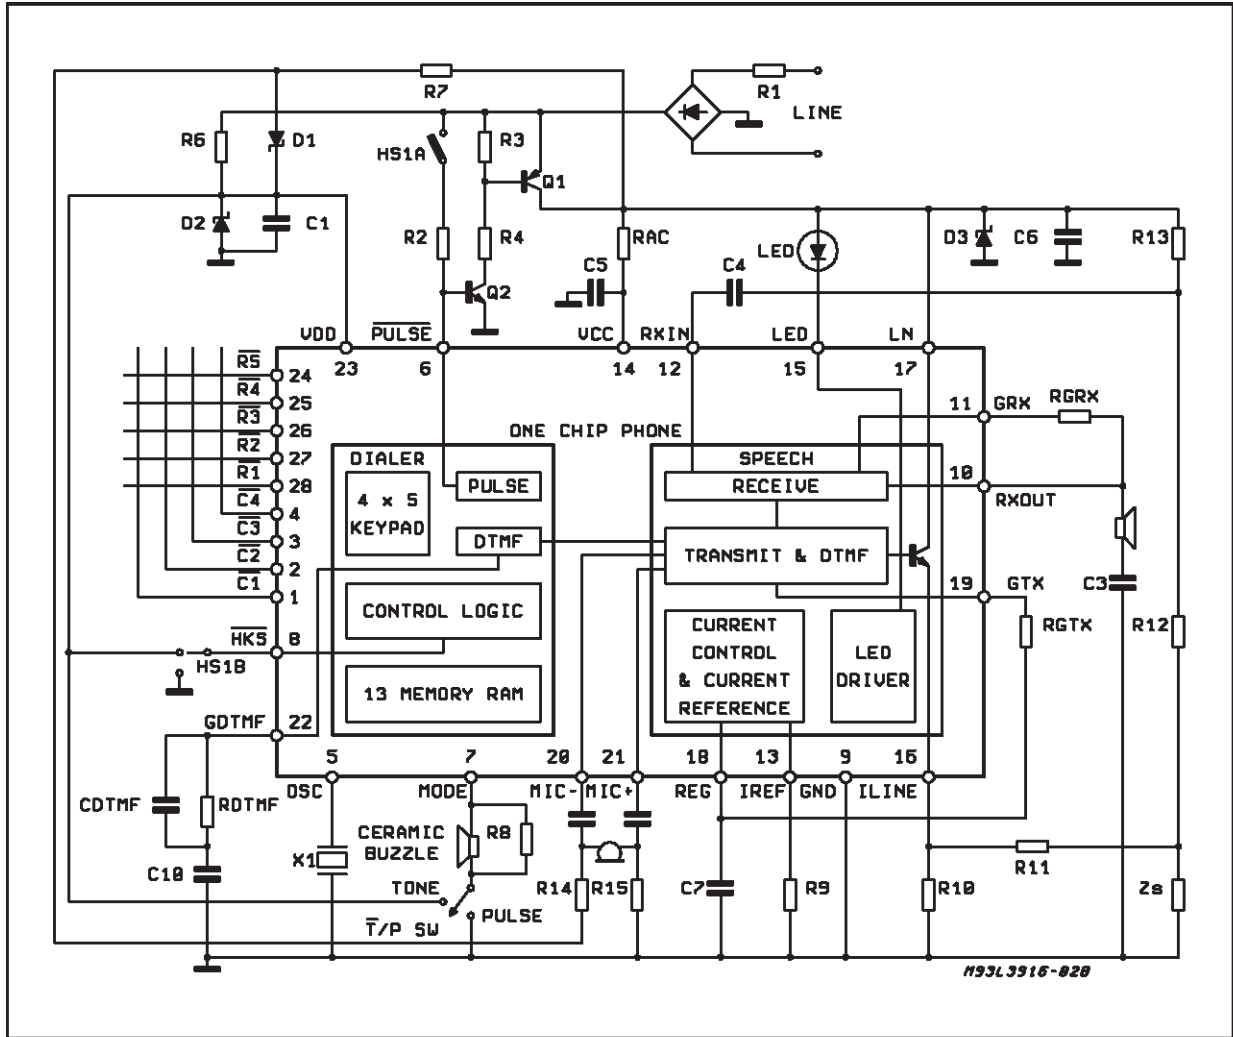 R7
R1
LINE
R6
D1
HS1A
R3
Q1
D2
C1
R2
R4
RAC
LED
D3
C6
R13
C5
C4
Q2
VDD
PULSE
VCC
RXIN
LED
LN
23
6
14
12
15
17
R5
24
R4
25
R3
26
R2
27
R1
28
C4
4
C3
3
C2
2
C1
1
HKS
8
HS1B
GDTMF
22
ONE CHIP PHONE
DIALER
4 x 5
KEYPAD
PULSE
DTMF
CONTROL LOGIC
13 MEMORY RAM
SPEECH
RECEIVE
TRANSMIT & DTMF
CURRENT
CONTROL
& CURRENT
REFERENCE
LED
DRIVER
11
GRX
RGRX
10
RXOUT
19
GTX
C3
RGTX
R12
5
7
20
21
18
13
9
16
OSC
MODE
MIC-
MIC+
REG
IREF
GND
ILINE
CDTMF
RDTMF
C10
X1
CERAMIC
BUZZLE
R8
TONE
PULSE
T/P SW
R14
R15
C7
R9
R10
R11
Zs
M93L3916-02B